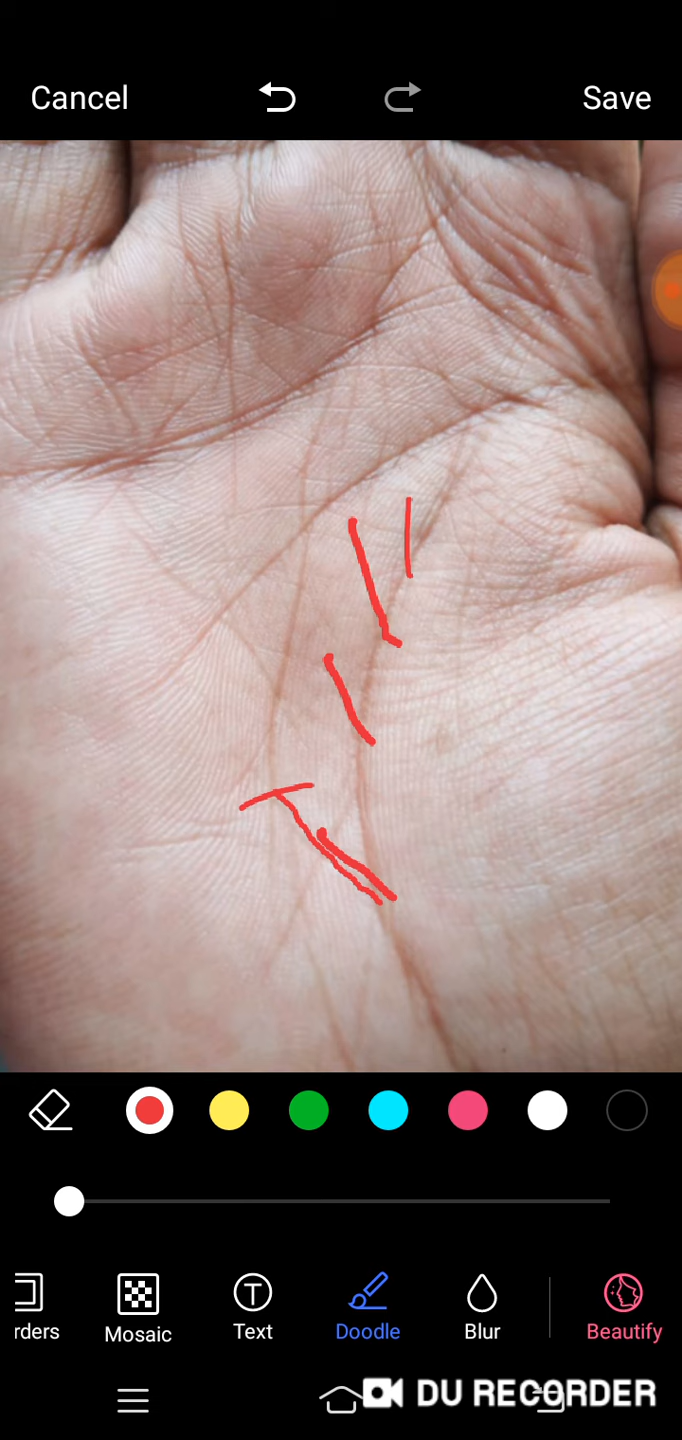 Cancel
Save
rders
Mosaic
Text
Doodle
Blur
Beautify
DU RECORDER